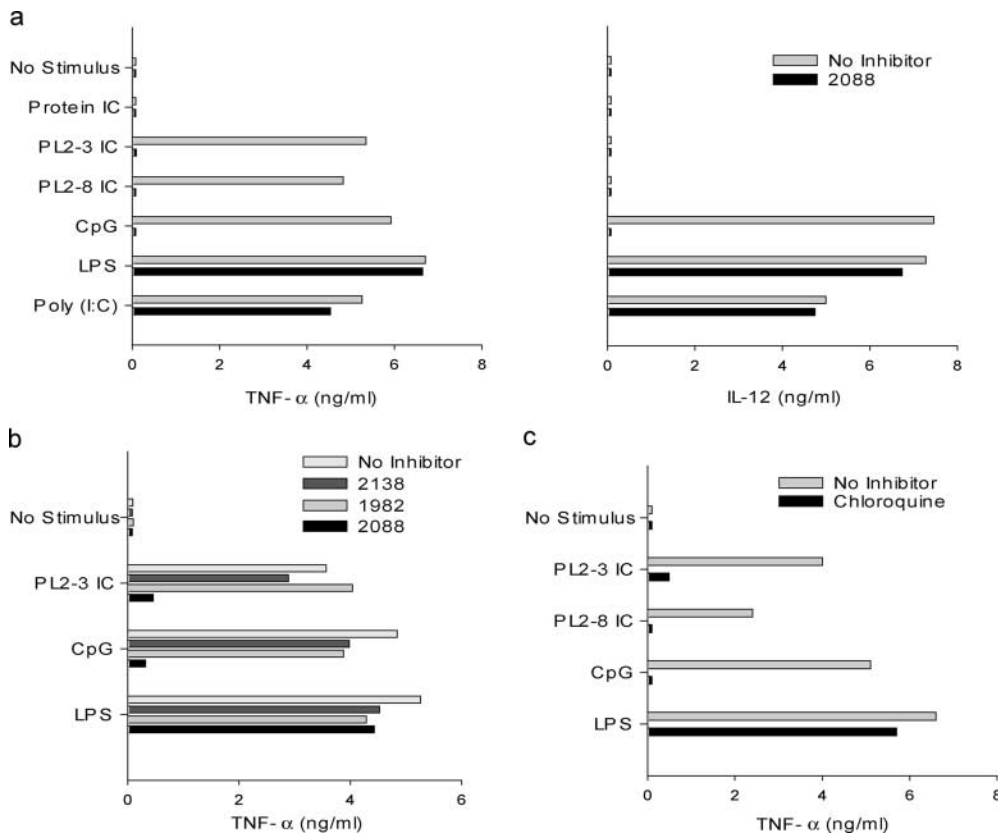 a
No Stimulus
Protein IC
PL2-3 IC
PL2-8 IC
CpG
LPS
Poly (I:C)
0 2 4 6 8
TNF- α (ng/ml)
No Inhibitor
2088
0 2 4 6 8
IL-12 (ng/ml)
b
No Inhibitor
2138
1982
2088
No Stimulus
PL2-3 IC
CpG
LPS
0 2 4 6
TNF- α (ng/ml)
c
No Inhibitor
Chloroquine
No Stimulus
PL2-3 IC
PL2-8 IC
CpG
LPS
0 2 4 6 8
TNF- α (ng/ml)